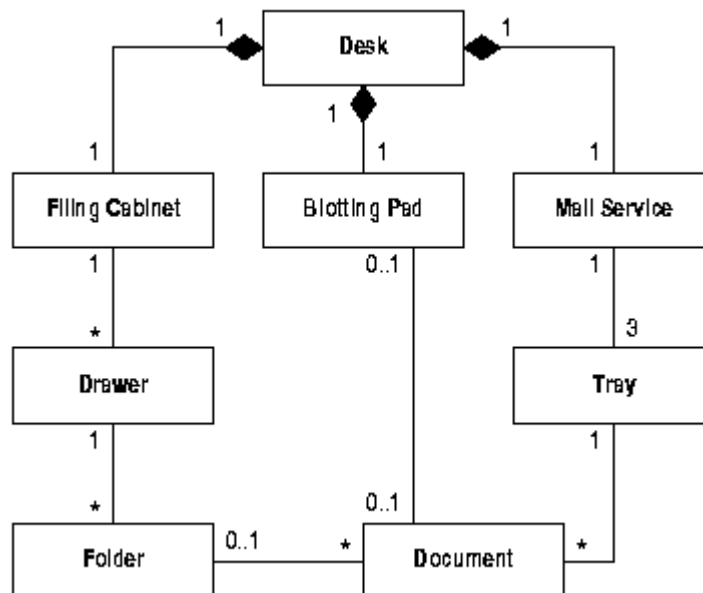 1 Desk 1
1
1 1 1
Filing Cabinet Blotting Pad Mail Service
1 0..1 1
* 3
Drawer Tray
1 1
* 0..1
0..1 * *
Folder Document